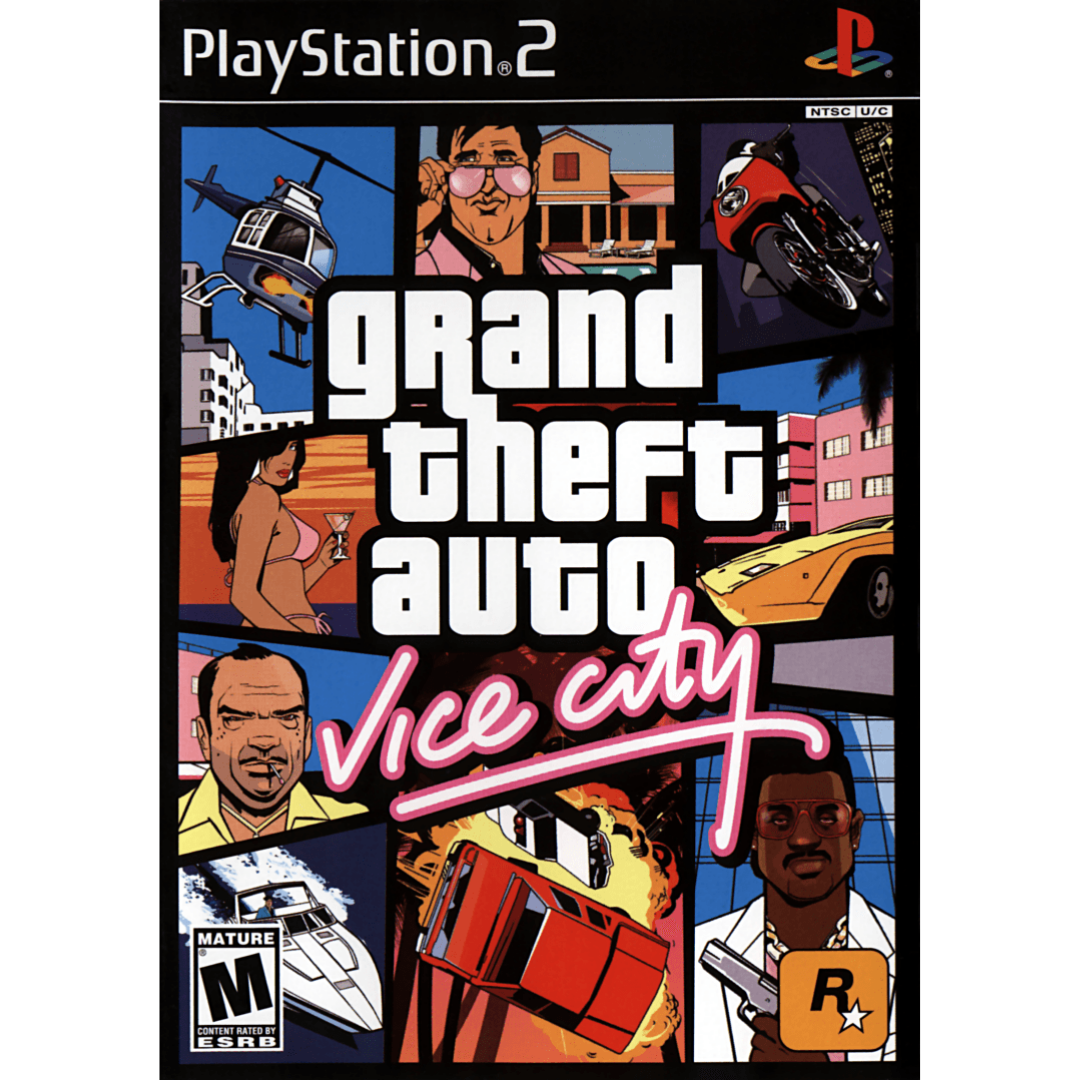 PlayStation®2
NTSC U/C
grand
theft
auto
vice city
MATURE
M
CONTENT RATED BY
ESRB
R